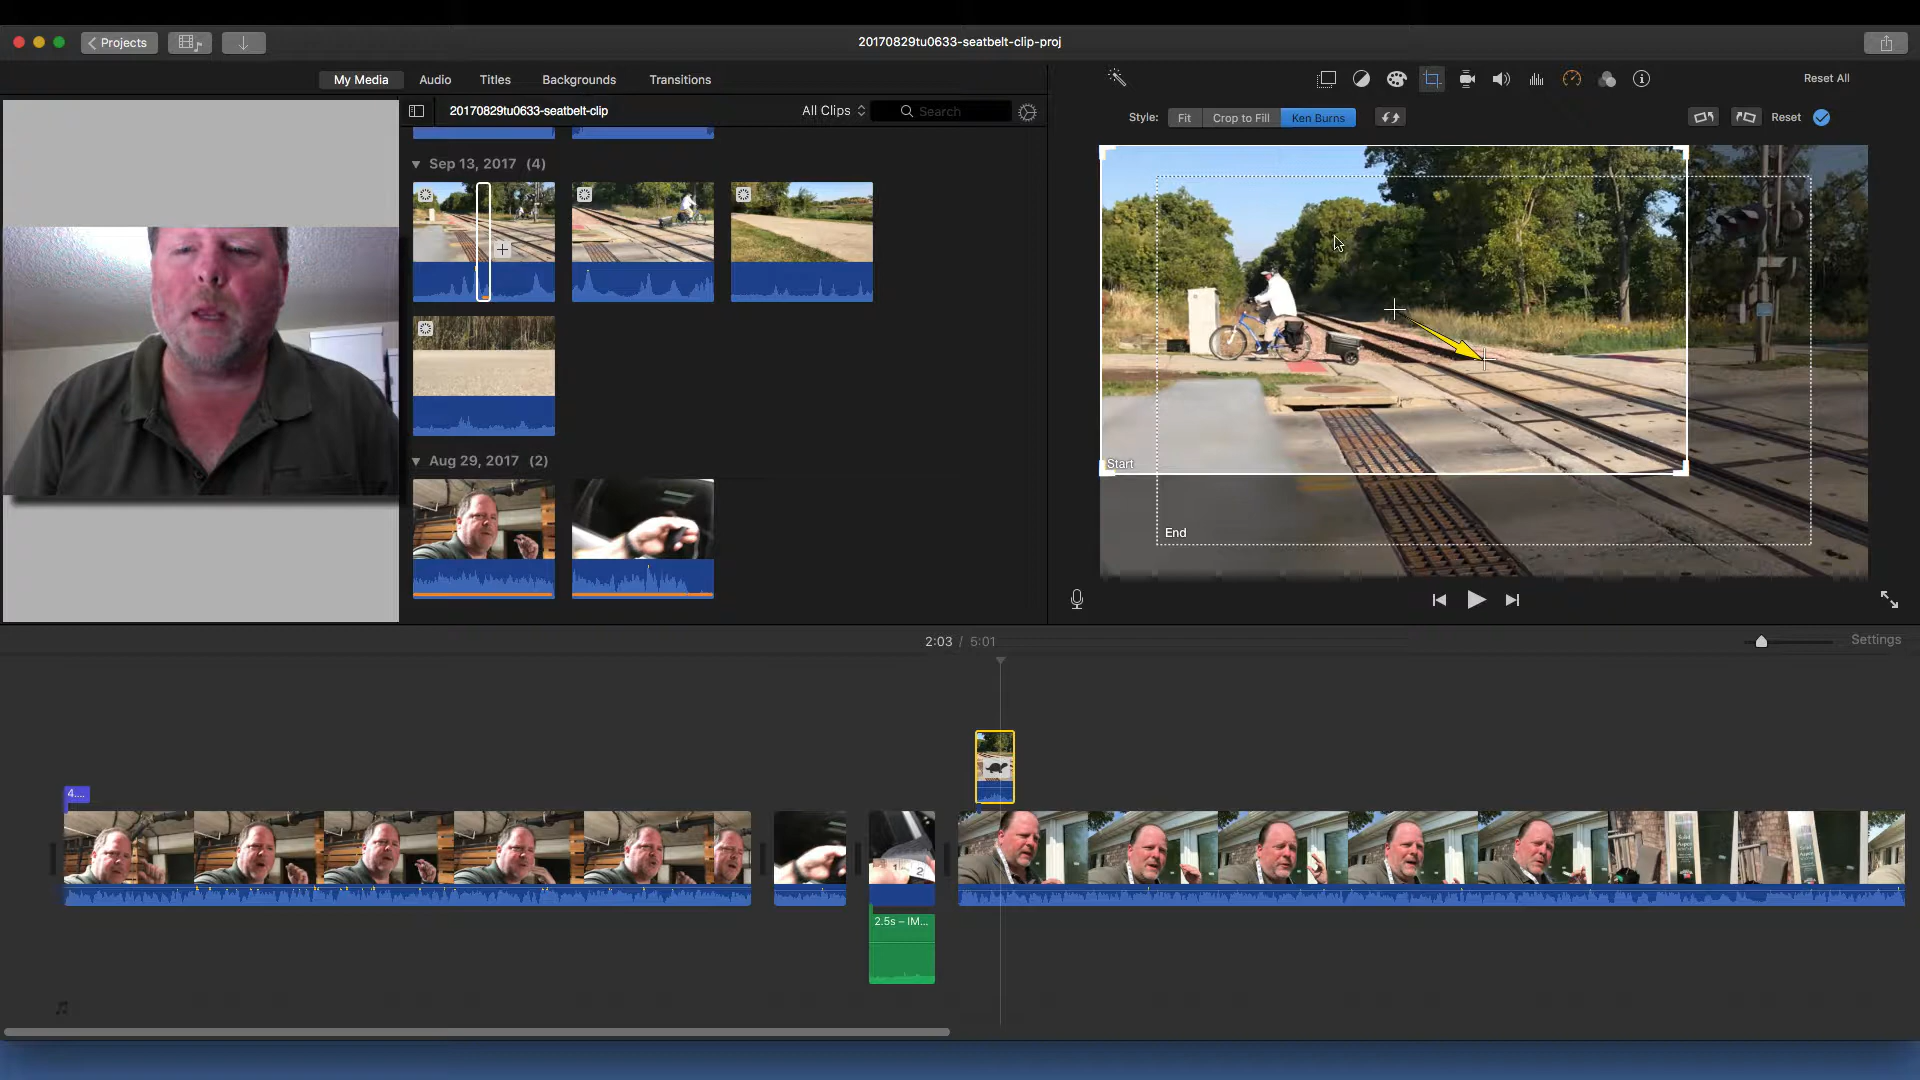 Projects
20170829tu0633-seatbelt-clip-proj
My Media
Audio
Titles
Backgrounds
Transitions
Reset All
20170829tu0633-seatbelt-clip
All Clips
Search
Style:
Fit
Crop to Fill
Ken Burns
Reset
Sep 13, 2017 (4)
Start
Aug 29, 2017 (2)
End
2:03 / 5:01
Settings
4....
2
2.5s – IM...